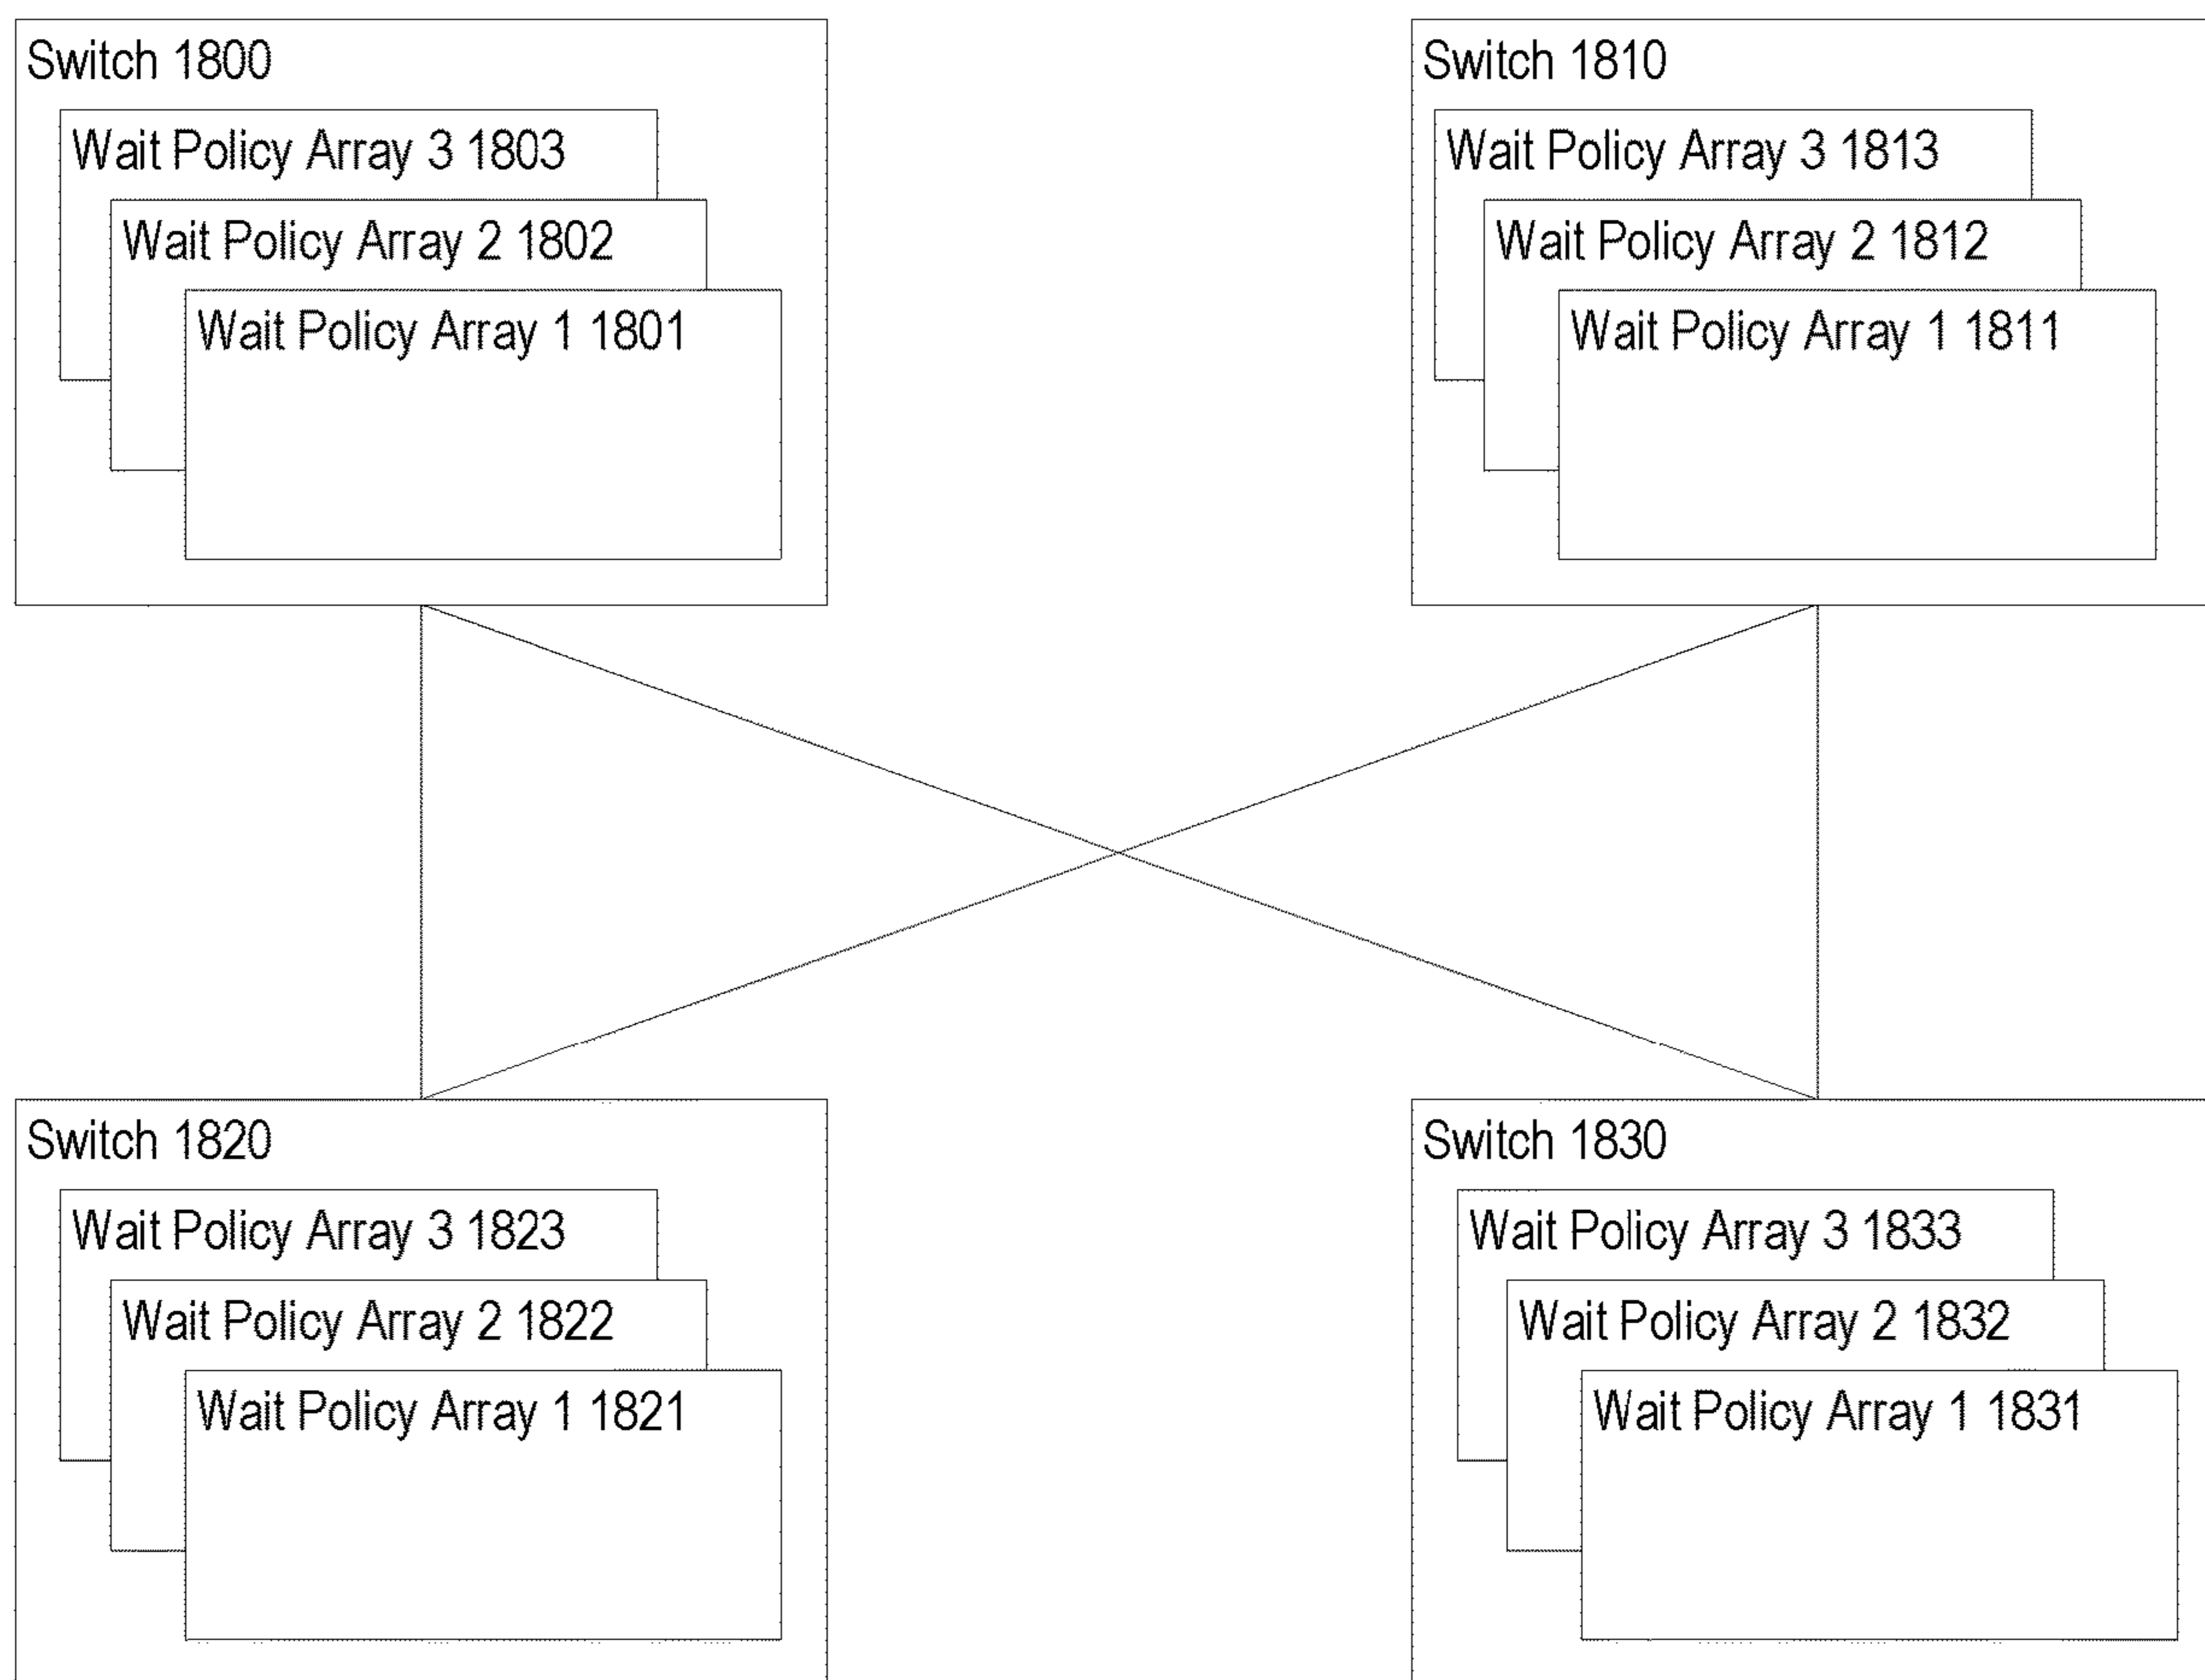 Switch 1800
Wait Policy Array 3 1803
Wait Policy Array 2 1802
Wait Policy Array 1 1801
Switch 1810
Wait Policy Array 3 1813
Wait Policy Array 2 1812
Wait Policy Array 1 1811
Switch 1820
Wait Policy Array 3 1823
Wait Policy Array 2 1822
Wait Policy Array 1 1821
Switch 1830
Wait Policy Array 3 1833
Wait Policy Array 2 1832
Wait Policy Array 1 1831